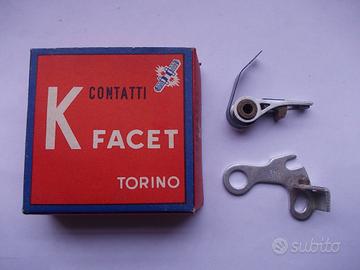 CONTATTI
K FACET
TORINO
subito